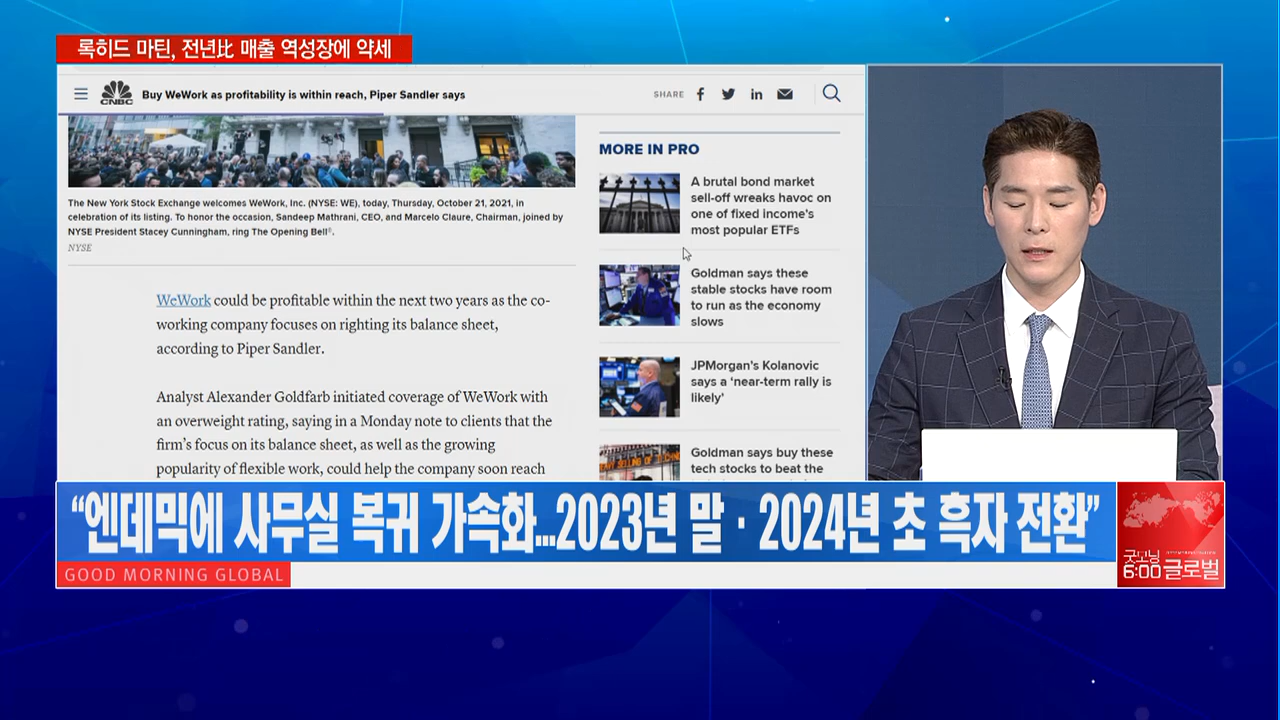 록히드 마틴, 전년比 매출 역성장에 약세
CNBC
Buy WeWork as profitability is within reach, Piper Sandler says
SHARE
The New York Stock Exchange welcomes WeWork, Inc. (NYSE: WE), today, Thursday, October 21, 2021, in
celebration of its listing. To honor the occasion, Sandeep Mathrani, CEO, and Marcelo Claure, Chairman, joined by
NYSE President Stacey Cunningham, ring The Opening Bell®.
NYSE
WeWork could be profitable within the next two years as the co-
working company focuses on righting its balance sheet,
according to Piper Sandler.
Analyst Alexander Goldfarb initiated coverage of WeWork with
an overweight rating, saying in a Monday note to clients that the
firm's focus on its balance sheet, as well as the growing
popularity of flexible work, could help the company soon reach
MORE IN PRO
A brutal bond market
sell-off wreaks havoc on
one of fixed income's
most popular ETFs
Goldman says these
stable stocks have room
to run as the economy
slows
JPMorgan's Kolanovic
says a 'near-term rally is
likely'
Goldman says buy these
tech stocks to beat the
“엔데믹에 사무실 복귀 가속화...2023년 말·2024년 초 흑자 전환”
GOOD MORNING GLOBAL
굿모닝
6:00 글로벌